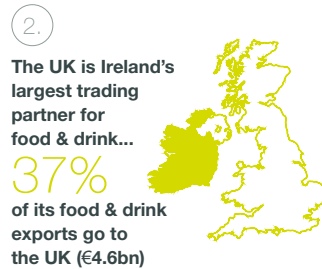 2.
The UK is Ireland's
largest trading
partner for
food & drink...
37%
of its food & drink
exports go to
the UK (€4.6bn)